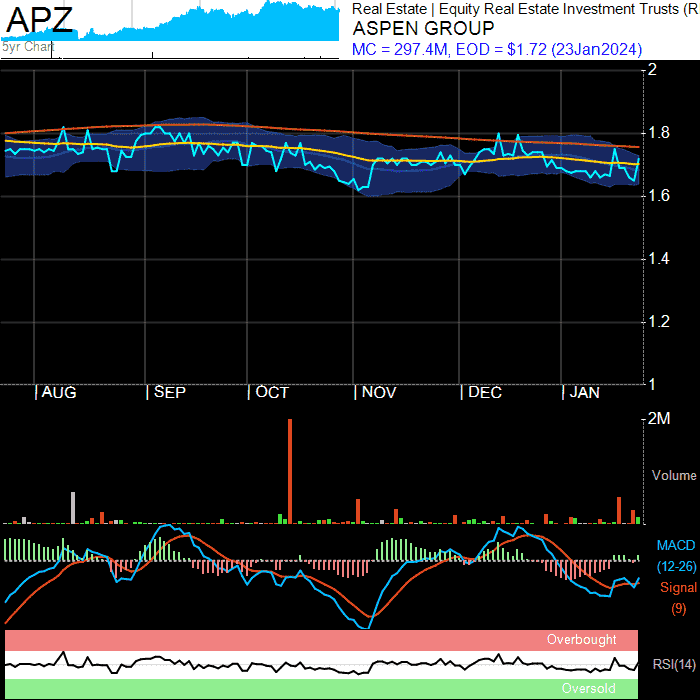 APZ
5yr Chart
Real Estate | Equity Real Estate Investment Trusts (R
ASPEN GROUP
MC = 297.4M, EOD = $1.72 (23Jan2024)
2
1.8
1.6
1.4
1.2
1
AUG SEP OCT NOV DEC JAN
2M
Volume
MACD
(12-26)
Signal
(9)
Overbought
RSI(14)
Oversold